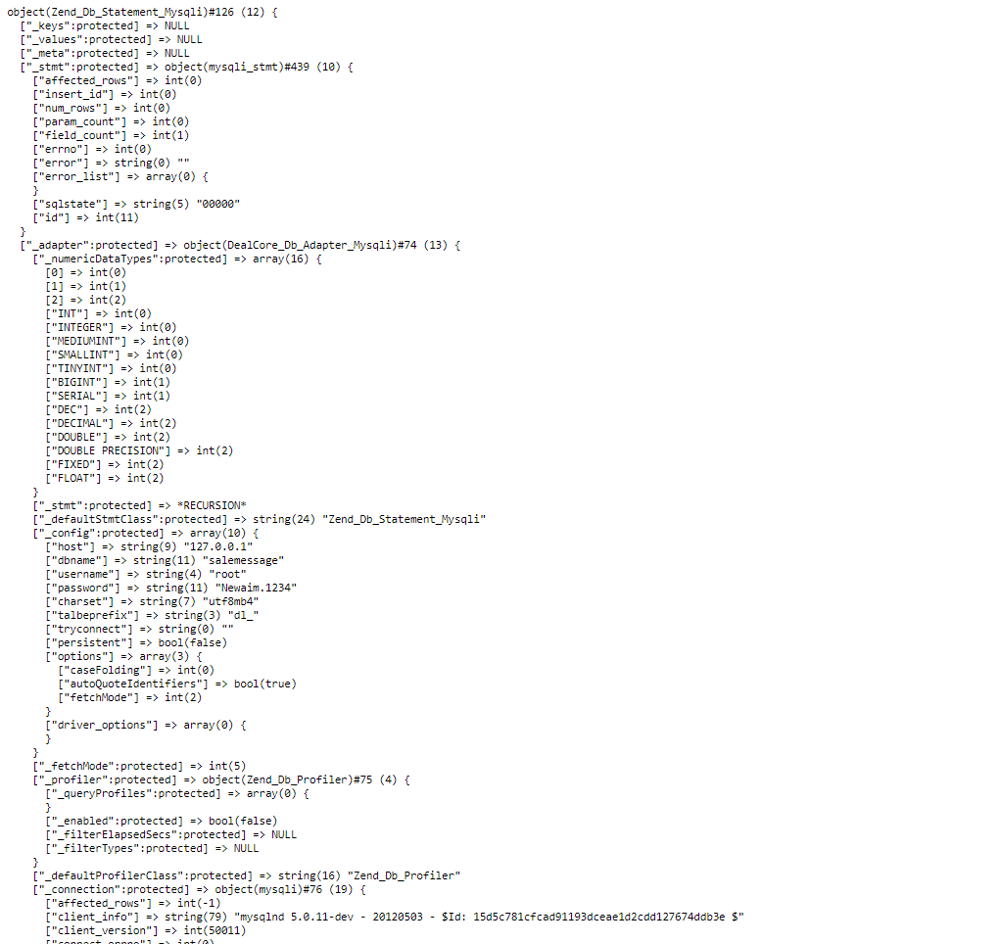 object(Zend_Db_Statement_Mysqli)#126 (12) {
["_keys":protected] => NULL
["_values":protected] => NULL
["_meta":protected] => NULL
["_stmt":protected] => object(mysqli_stmt)#439 (10) {
["affected_rows"] => int(0)
["insert_id"] => int(0)
["num_rows"] => int(0)
["param_count"] => int(0)
["field_count"] => int(1)
["errno"] => int(0)
["error"] => string(0) ""
["error_list"] => array(0) {
}
["sqlstate"] => string(5) "00000"
["id"] => int(11)
}
["_adapter":protected] => object(DealCore_Db_Adapter_Mysqli)#74 (13) {
["_numericDataTypes":protected] => array(16) {
[0] => int(0)
[1] => int(1)
[2] => int(2)
["INT"] => int(0)
["INTEGER"] => int(0)
["MEDIUMINT"] => int(0)
["SMALLINT"] => int(0)
["TINYINT"] => int(0)
["BIGINT"] => int(1)
["SERIAL"] => int(1)
["DEC"] => int(2)
["DECIMAL"] => int(2)
["DOUBLE"] => int(2)
["DOUBLE PRECISION"] => int(2)
["FIXED"] => int(2)
["FLOAT"] => int(2)
}
["_stmt":protected] => *RECURSION*
["_defaultStmtClass":protected] => string(24) "Zend_Db_Statement_Mysqli"
["_config":protected] => array(10) {
["host"] => string(9) "127.0.0.1"
["dbname"] => string(11) "salemessage"
["username"] => string(4) "root"
["password"] => string(11) "Newaim.1234"
["charset"] => string(7) "utf8mb4"
["talbeprefix"] => string(3) "dl_"
["tryconnect"] => string(0) ""
["persistent"] => bool(false)
["options"] => array(3) {
["caseFolding"] => int(0)
["autoQuoteIdentifiers"] => bool(true)
["fetchMode"] => int(2)
}
["driver_options"] => array(0) {
}
}
["_fetchMode":protected] => int(5)
["_profiler":protected] => object(Zend_Db_Profiler)#75 (4) {
["_queryProfiles":protected] => array(0) {
}
["_enabled":protected] => bool(false)
["_filterElapsedSecs":protected] => NULL
["_filterTypes":protected] => NULL
}
["_defaultProfilerClass":protected] => string(16) "Zend_Db_Profiler"
["_connection":protected] => object(mysqli)#76 (19) {
["affected_rows"] => int(-1)
["client_info"] => string(79) "mysqlnd 5.0.11-dev - 20120503 - $Id: 15d5c781cfcad91193dceae1d2cdd127674ddb3e $"
["client_version"] => int(50011)
["connect_errno"] => int(0)